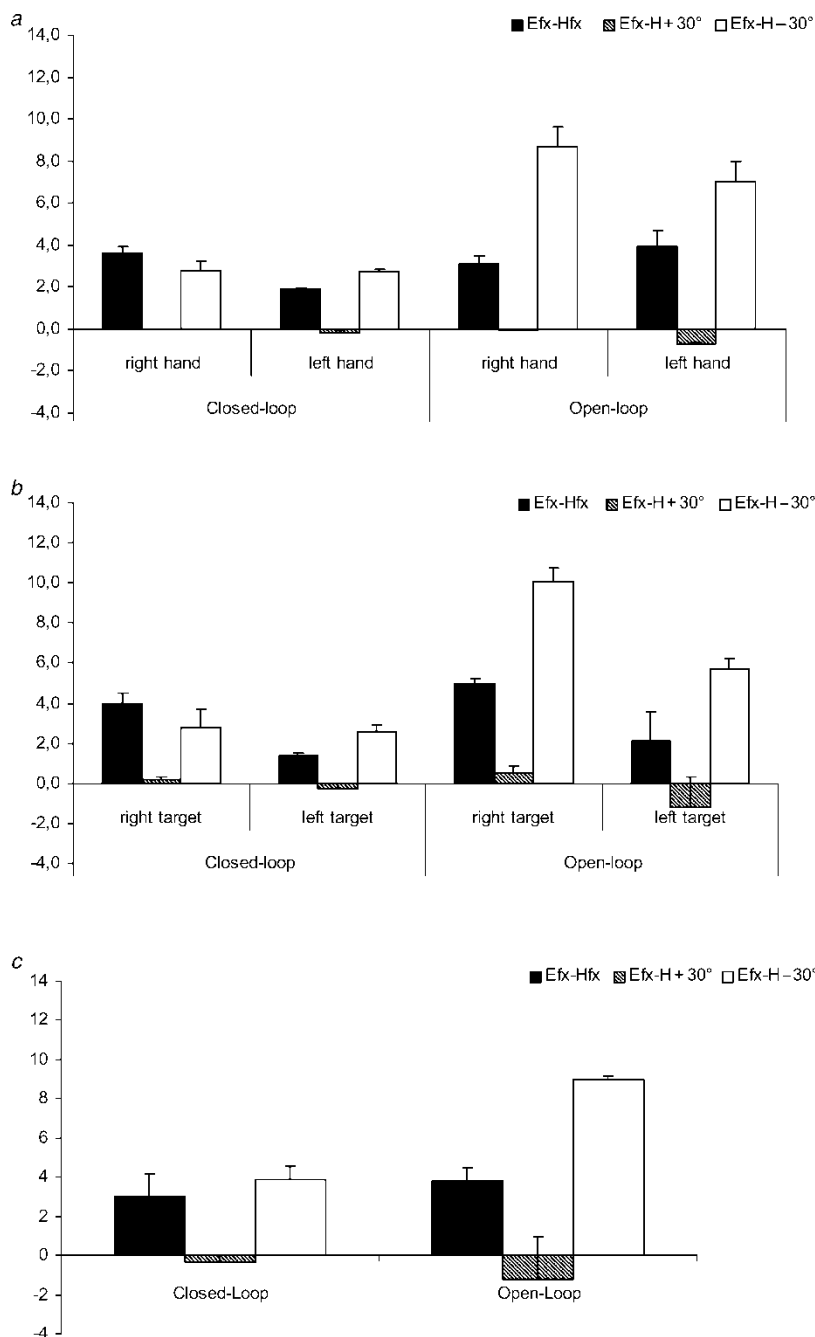 a
Efx-Hfx Efx-H + 30° Efx-H – 30°
14,0
12,0
10,0
8,0
6,0
4,0
2,0
0,0
-2,0
-4,0
right hand left hand right hand left hand
Closed-loop Open-loop
b
Efx-Hfx Efx-H + 30° Efx-H – 30°
14,0
12,0
10,0
8,0
6,0
4,0
2,0
0,0
-2,0
-4,0
right target left target right target left target
Closed-loop Open-loop
c
Efx-Hfx Efx-H + 30° Efx-H – 30°
14
12
10
8
6
4
2
0
-2
-4
Closed-Loop Open-Loop